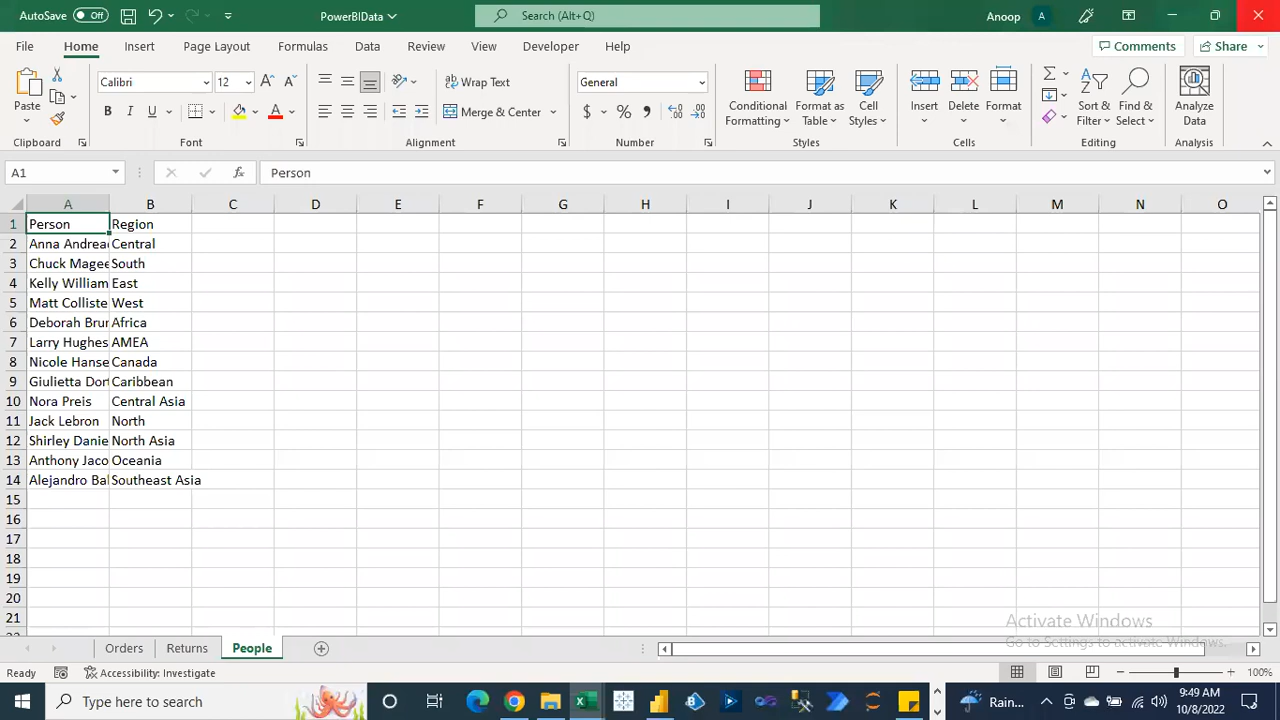 AutoSave Off PowerBIData Search (Alt+Q) Anoop A
File Home Insert Page Layout Formulas Data Review View Developer Help Comments Share
Calibri 12 Wrap Text General
Paste B I U Merge & Center $ % Conditional Formatting Format as Table Cell Styles Insert Delete Format Sort & Filter Find & Select Analyze Data
Clipboard Font Alignment Number Styles Cells Editing Analysis
A1 fx Person
A B C D E F G H I J K L M N O
1 Person Region
2 Anna Andrea Central
3 Chuck Magee South
4 Kelly William East
5 Matt Colliste West
6 Deborah Brur Africa
7 Larry Hughes AMEA
8 Nicole Hanse Canada
9 Giulietta Dort Caribbean
10 Nora Preis Central Asia
11 Jack Lebron North
12 Shirley Danie North Asia
13 Anthony Jaco Oceania
14 Alejandro Bal Southeast Asia
15
16
17
18
19
20
21
Activate Windows
Go to Settings to activate Windows.
Orders Returns People
Ready Accessibility: Investigate 100%
Type here to search Rain... 9:49 AM
10/8/2022